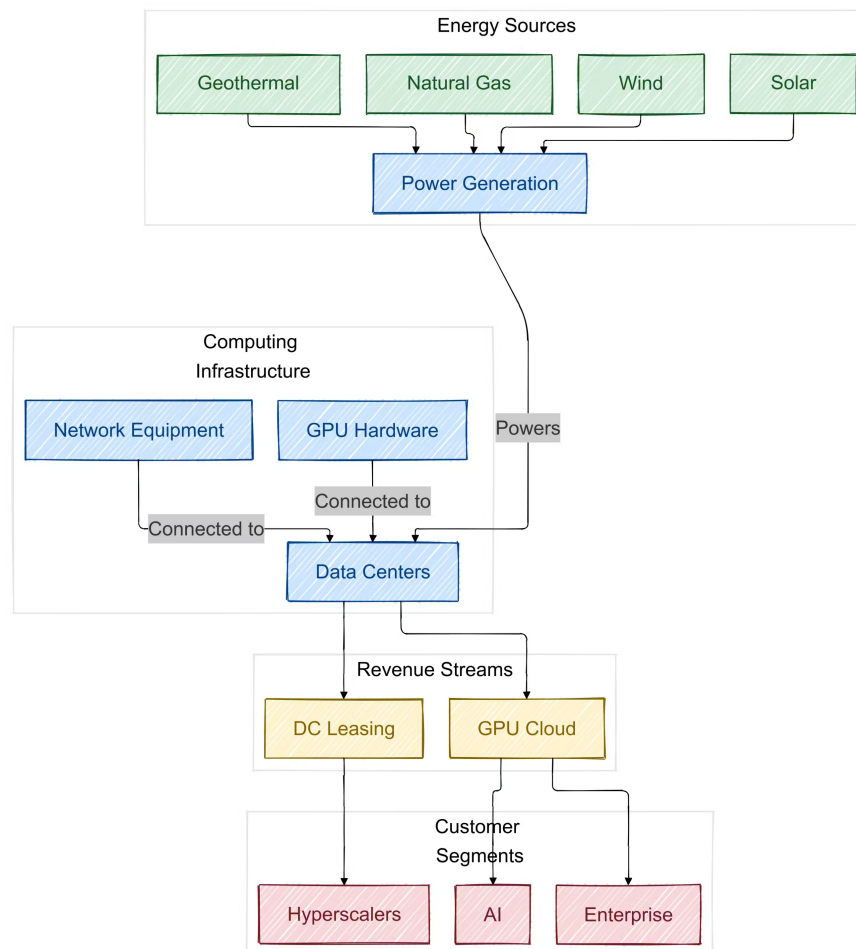 Energy Sources
Geothermal
Natural Gas
Wind
Solar
Power Generation
Computing
Infrastructure
Network Equipment
GPU Hardware
Powers
Connected to
Connected to
Data Centers
Revenue Streams
DC Leasing
GPU Cloud
Customer
Segments
Hyperscalers
AI
Enterprise